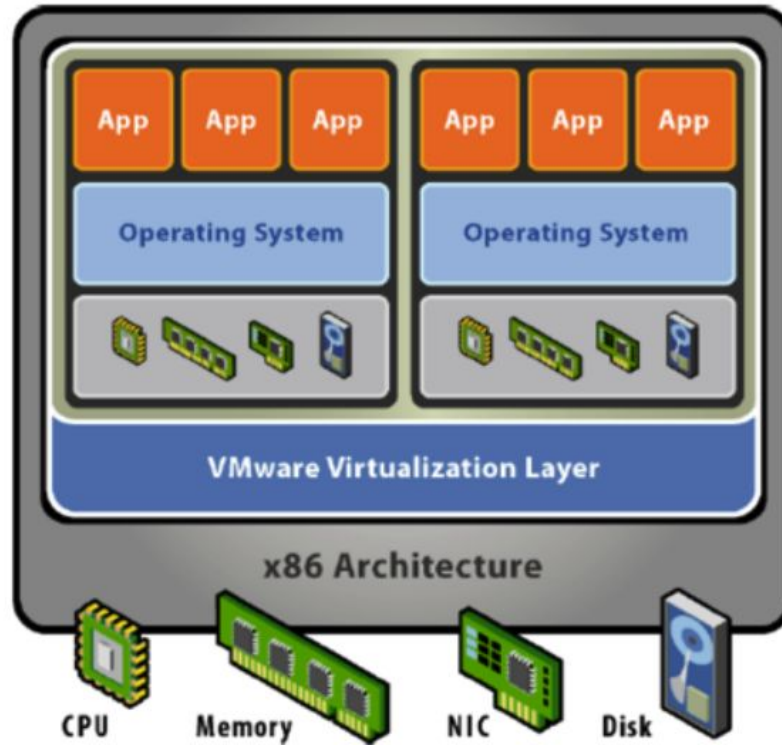 App App App App App App
Operating System Operating System
VMware Virtualization Layer
x86 Architecture
CPU Memory NIC Disk